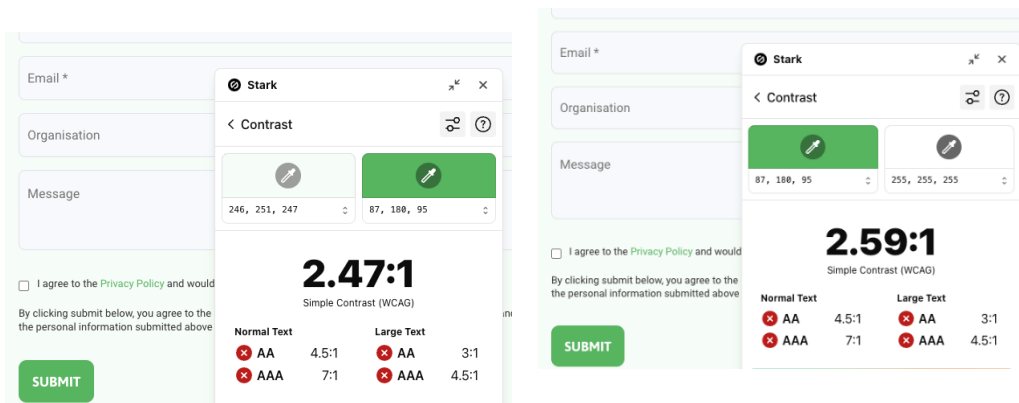 Email *
Organisation
Message
I agree to the Privacy Policy and would
By clicking submit below, you agree to the
the personal information submitted above
SUBMIT
Stark
Contrast
246, 251, 247
87, 180, 95
2.47:1
Simple Contrast (WCAG)
Normal Text
Large Text
AA 4.5:1
AA 3:1
AAA 7:1
AAA 4.5:1
Email *
Organisation
Message
I agree to the Privacy Policy and would
By clicking submit below, you agree to the
the personal information submitted above
SUBMIT
Stark
Contrast
87, 180, 95
255, 255, 255
2.59:1
Simple Contrast (WCAG)
Normal Text
Large Text
AA 4.5:1
AA 3:1
AAA 7:1
AAA 4.5:1